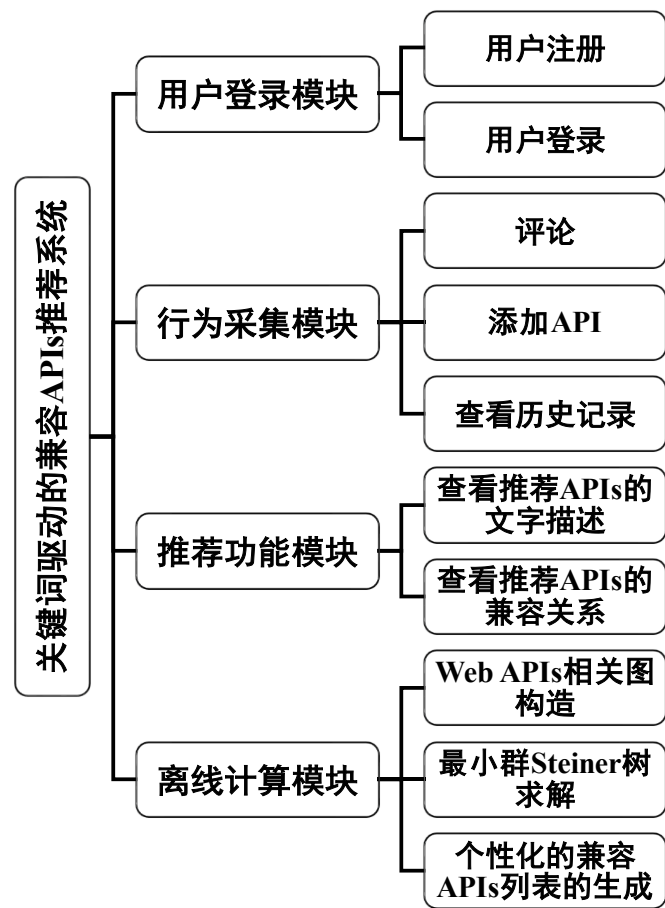 关键词驱动的兼容APIs推荐系统
用户登录模块
用户注册
用户登录
行为采集模块
评论
添加API
查看历史记录
推荐功能模块
查看推荐APIs的
文字描述
查看推荐APIs的
兼容关系
离线计算模块
Web APIs相关图
构造
最小群Steiner树
求解
个性化的兼容
APIs列表的生成